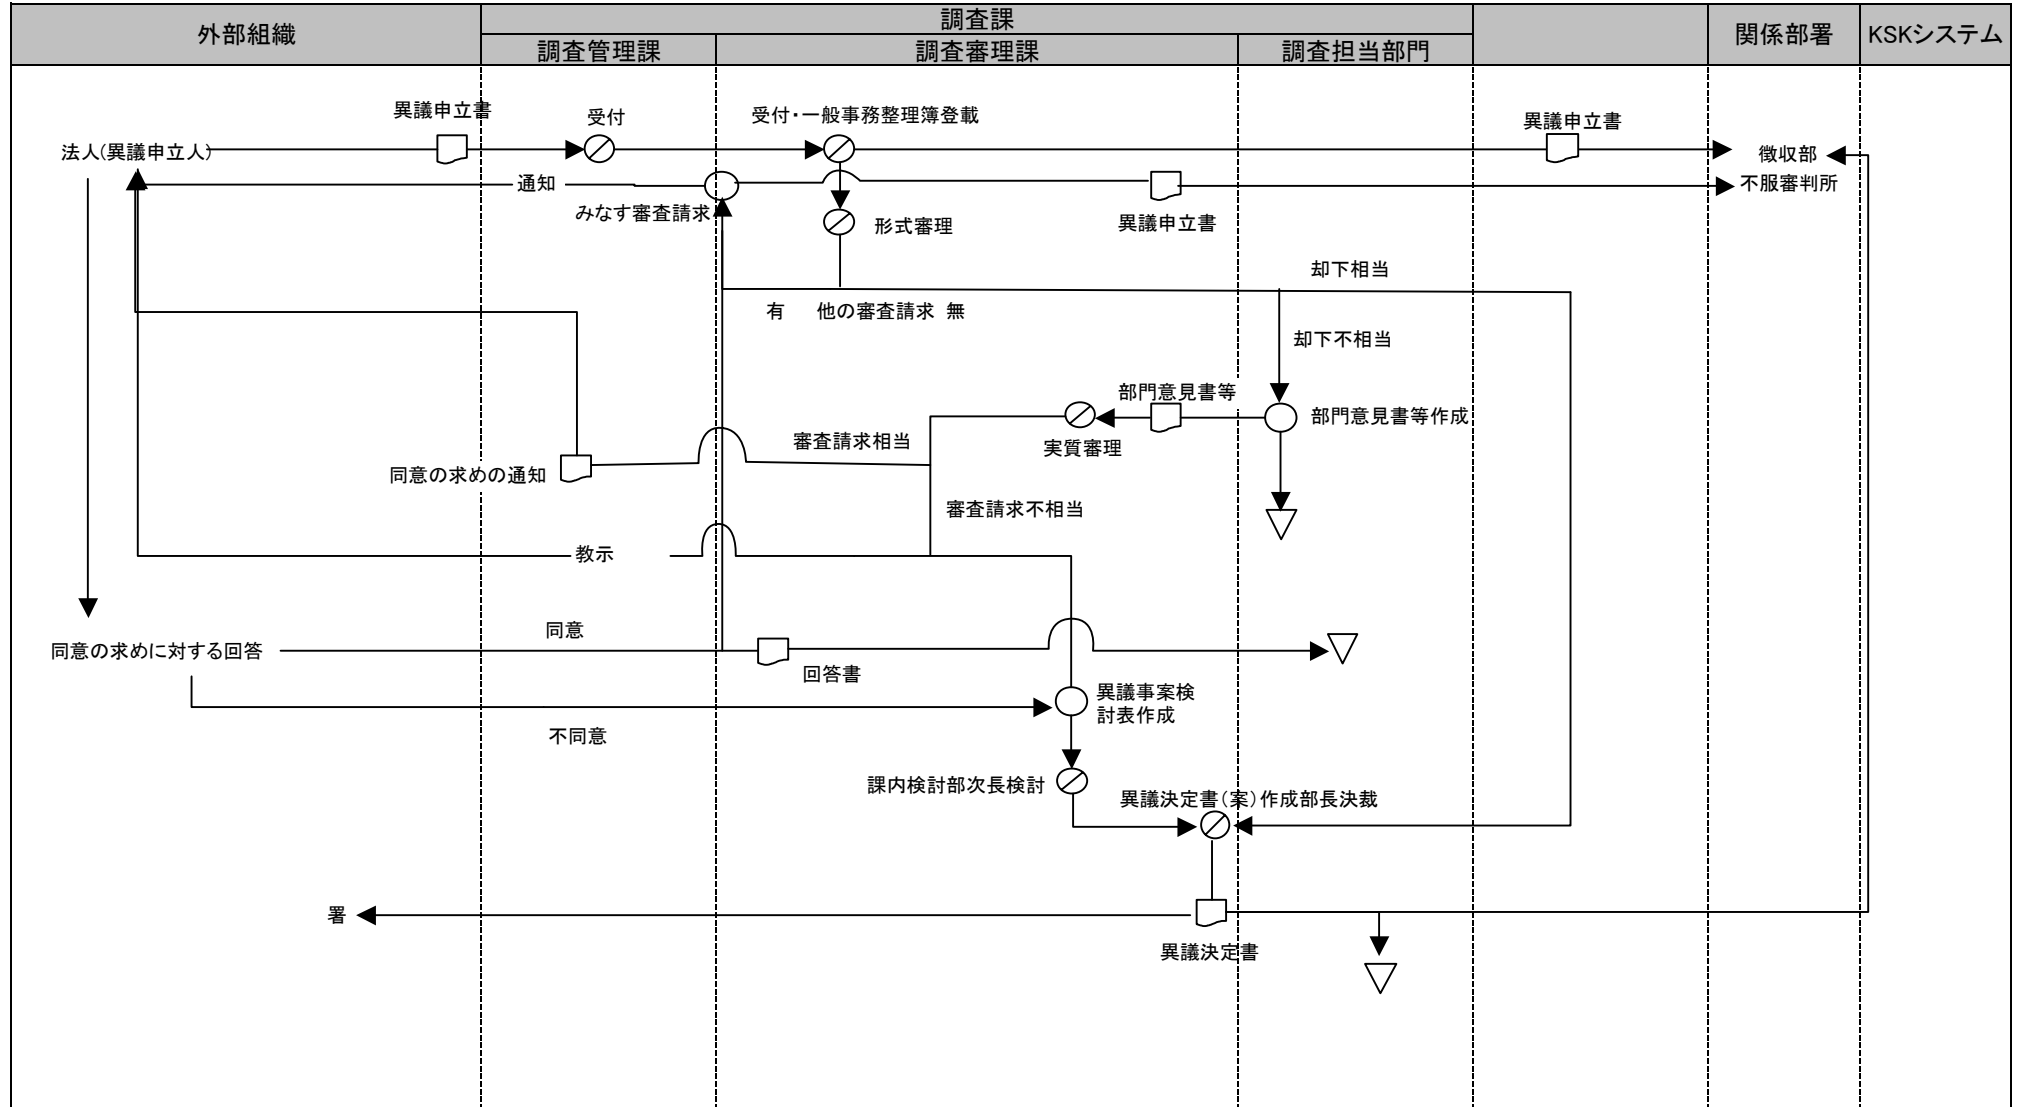 外部組織
調査課
関係部署
KSKシステム
調査管理課
調査審理課
調査担当部門
異議申立書
受付
受付・一般事務整理簿登載
異議申立書
法人(異議申立人)
徴収部
通知
不服審判所
みなす審査請求
形式審理
異議申立書
却下相当
有 他の審査請求 無
却下不相当
部門意見書等
部門意見書等作成
審査請求相当
実質審理
同意の求めの通知
審査請求不相当
教示
同意
同意の求めに対する回答
回答書
異議事案検
討表作成
不同意
課内検討部次長検討
異議決定書(案)作成部長決裁
署
異議決定書